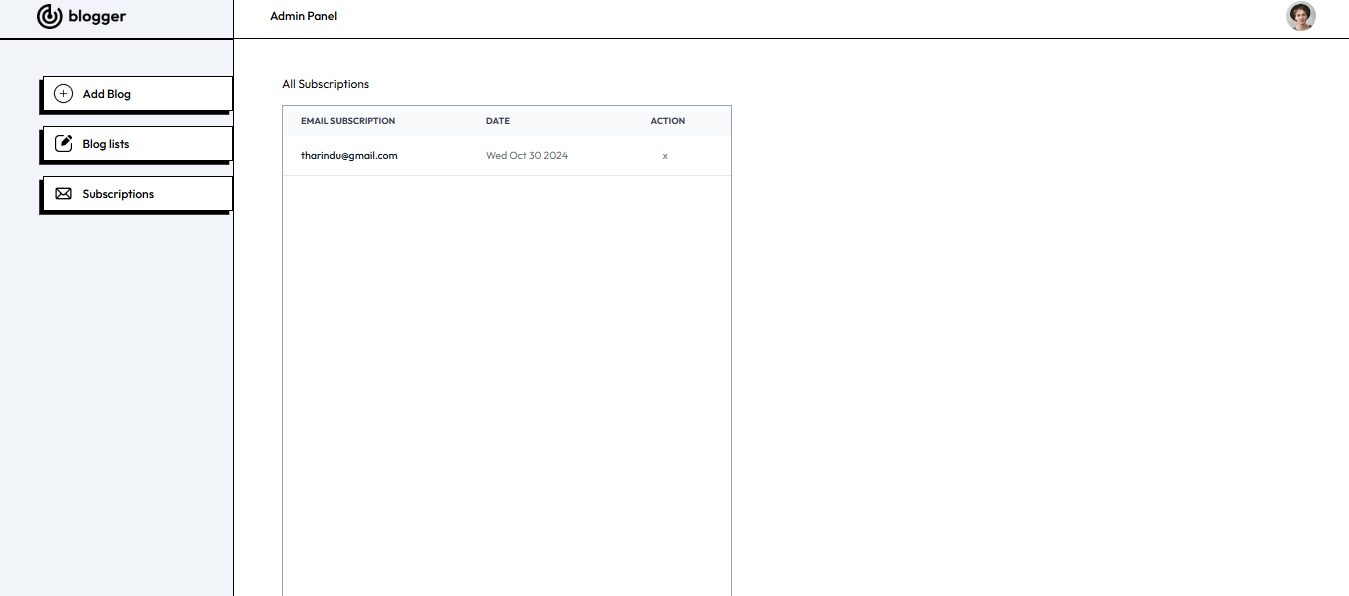 blogger
Admin Panel
Add Blog
Blog lists
Subscriptions
All Subscriptions
EMAIL SUBSCRIPTION DATE ACTION
tharindu@gmail.com Wed Oct 30 2024 x